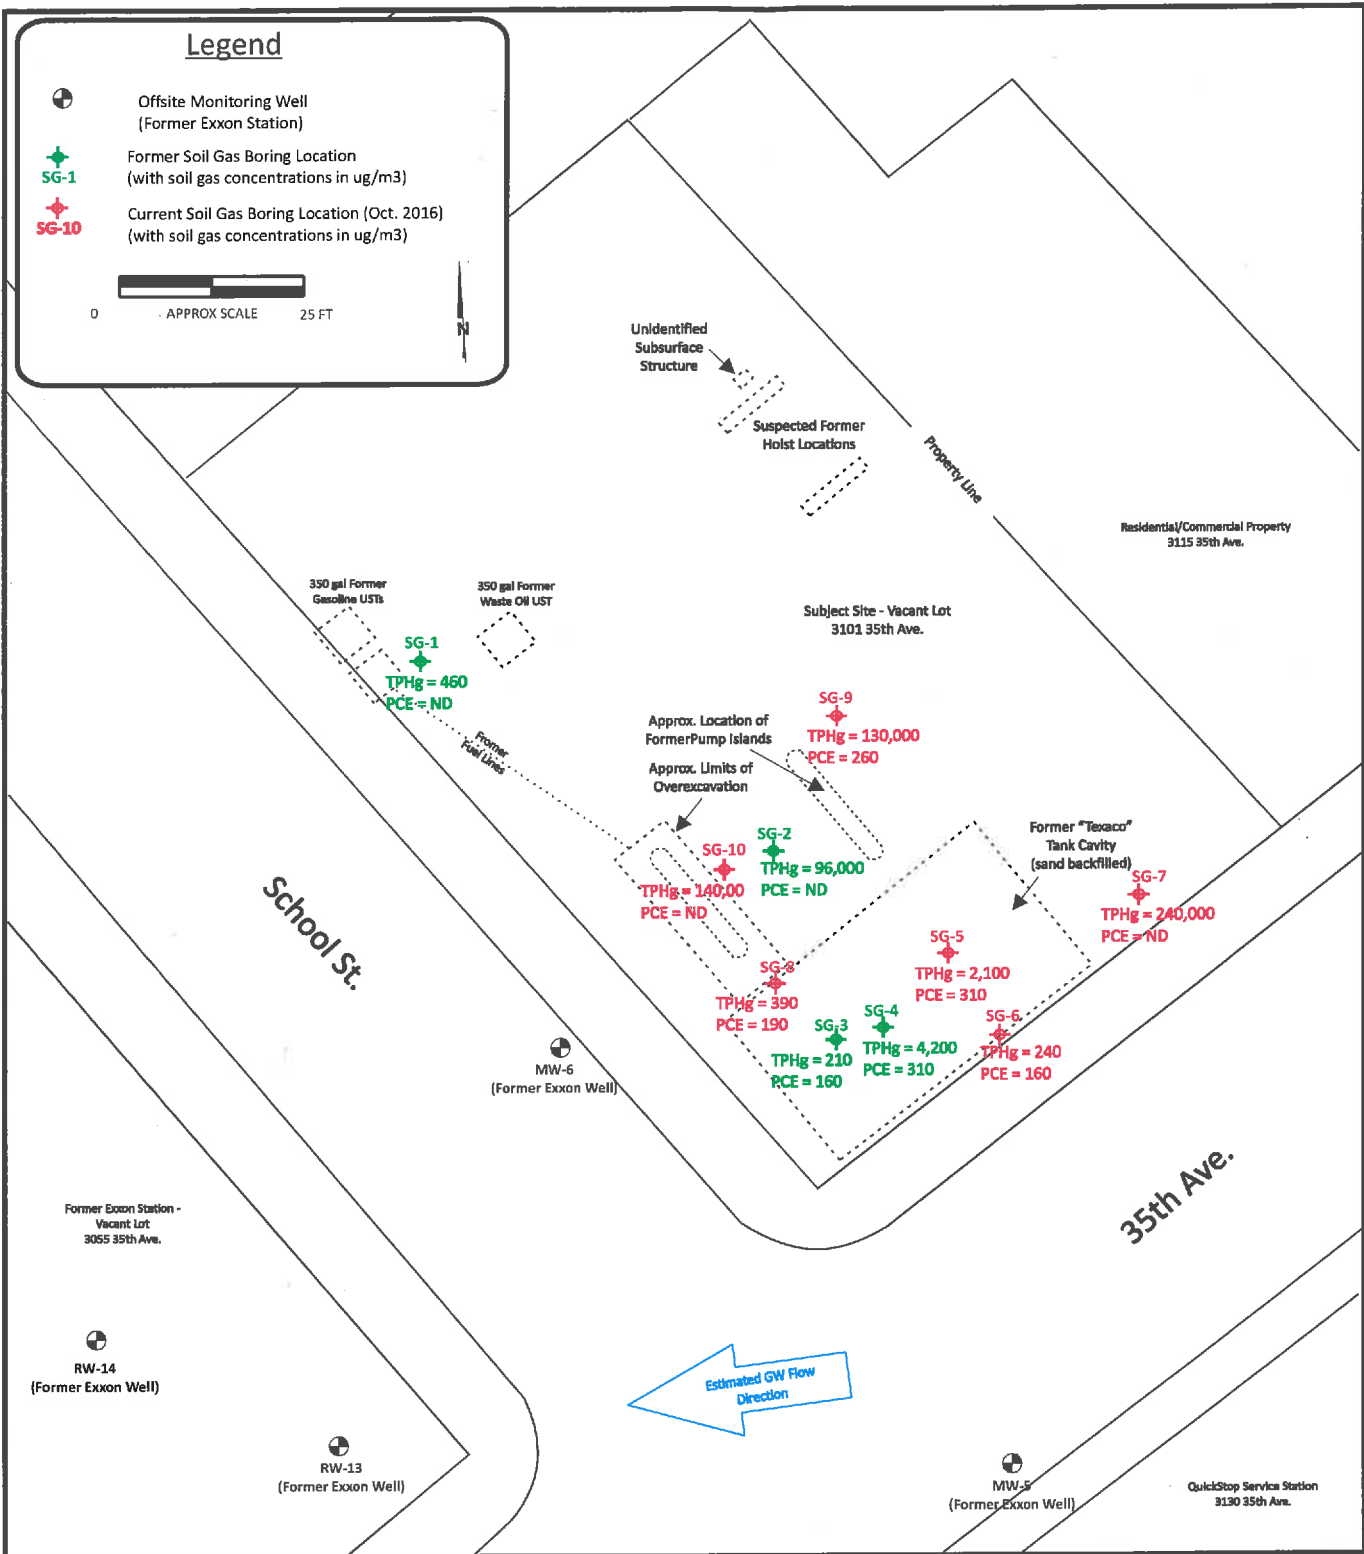 Legend
Offsite Monitoring Well
(Former Exxon Station)
Former Soil Gas Boring Location
SG-1
(with soil gas concentrations in ug/m3)
Current Soil Gas Boring Location (Oct. 2016)
SG-10
(with soil gas concentrations in ug/m3)
0
APPROX SCALE
25 FT
N
Unidentified
Subsurface
Structure
Suspected Former
Hoist Locations
Property Line
Residential/Commercial Property
3115 35th Ave.
350 gal Former
Gasoline USTs
350 gal Former
Waste Oil UST
Subject Site - Vacant Lot
3101 35th Ave.
SG-1
TPHg = 460
PCE = ND
SG-9
TPHg = 130,000
PCE = 260
Approx. Location of
FormerPump Islands
Fromer
Fuel Lines
Approx. Limits of
Overexcavation
SG-2
TPHg = 96,000
PCE = ND
SG-10
TPHg = 140,00
PCE = ND
Former "Texaco"
Tank Cavity
(sand backfilled)
SG-7
TPHg = 240,000
PCE = ND
School St.
SG-5
TPHg = 2,100
PCE = 310
SG-8
TPHg = 390
PCE = 190
SG-3
TPHg = 210
PCE = 160
SG-4
TPHg = 4,200
PCE = 310
SG-6
TPHg = 240
PCE = 160
MW-6
(Former Exxon Well)
35th Ave.
Former Exxon Station -
Vacant Lot
3055 35th Ave.
RW-14
(Former Exxon Well)
Estimated GW Flow
Direction
RW-13
(Former Exxon Well)
MW-5
(Former Exxon Well)
QuickStop Service Station
3130 35th Ave.